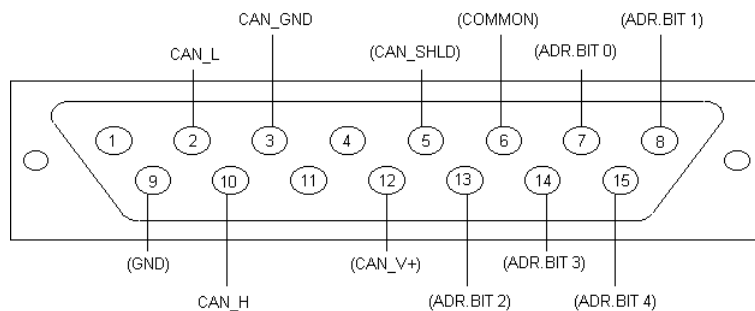 CAN_GND (COMMON) (ADR.BIT 1)
CAN_L (CAN_SHLD) (ADR.BIT 0)
1 2 3 4 5 6 7 8
9 10 11 12 13 14 15
(GND) (CAN_V+) (ADR.BIT 3)
CAN_H (ADR.BIT 2) (ADR.BIT 4)